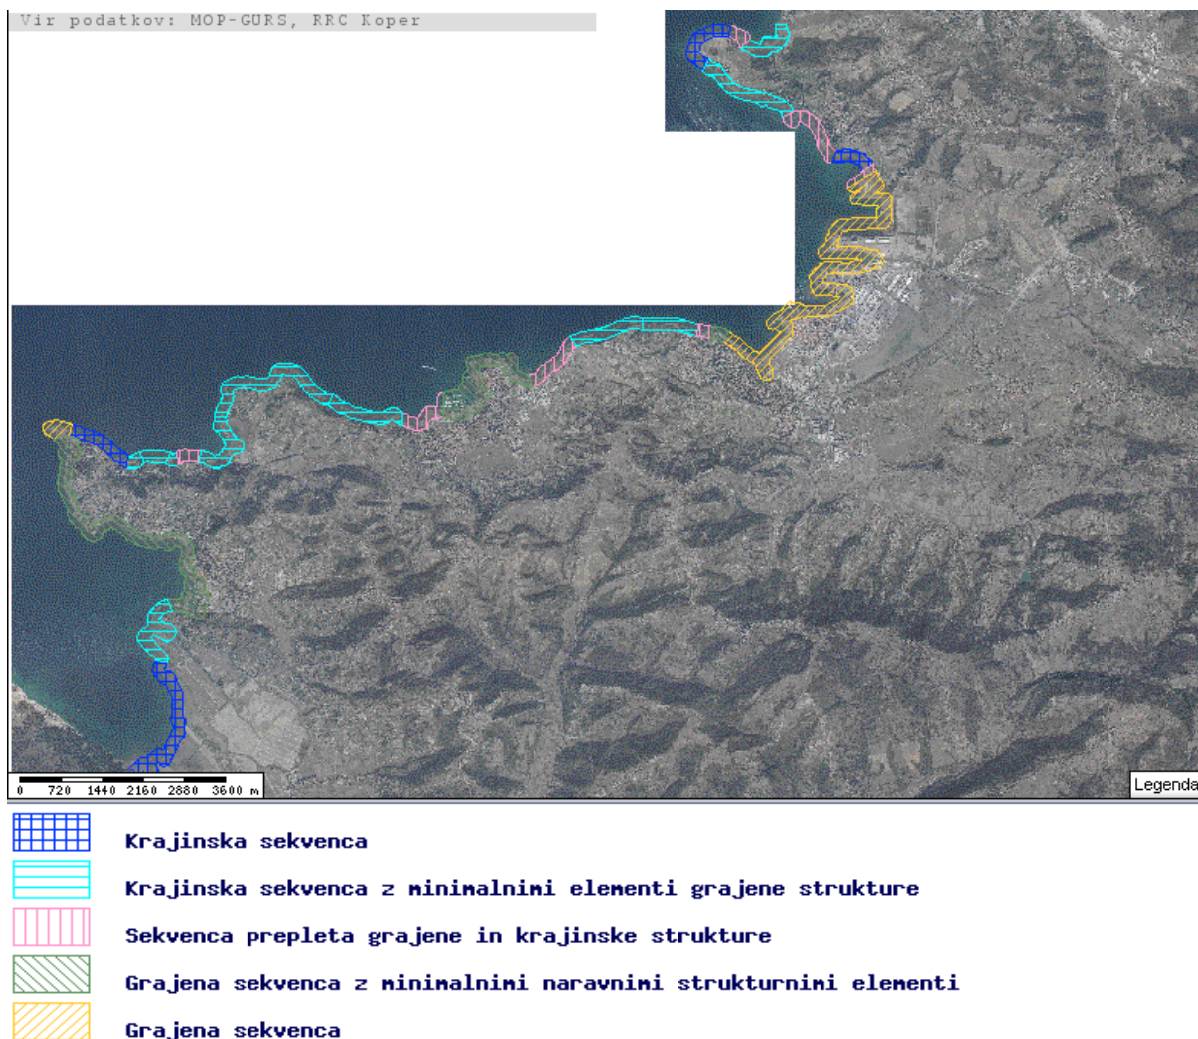 Vir podatkov: MOP-GURS, RRC Koper
0 720 1440 2160 2880 3600 m
Legenda
Krajinska sekvenca
Krajinska sekvenca z minimalnimi elementi grajene strukture
Sekvenca prepleta grajene in krajinske strukture
Grajena sekvenca z minimalnimi naravnimi strukturnimi elementi
Grajena sekvenca